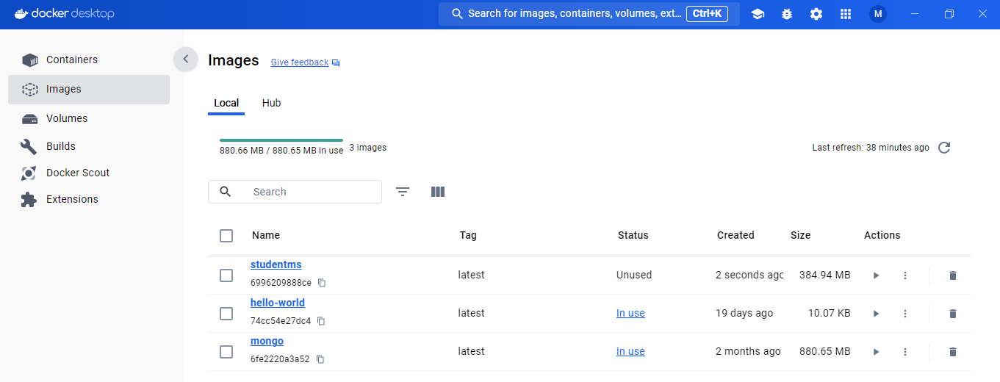 docker desktop
Search for images, containers, volumes, ext... Ctrl+K
M
Containers
Images
Volumes
Builds
Docker Scout
Extensions
Images Give feedback
Local Hub
880.66 MB / 880.65 MB in use 3 images
Last refresh: 38 minutes ago
Search
Name Tag Status Created Size Actions
studentms
6996209888ce
latest Unused 2 seconds ago 384.94 MB
hello-world
74cc54e27dc4
latest In use 19 days ago 10.07 KB
mongo
6fe2220a3a52
latest In use 2 months ago 880.65 MB